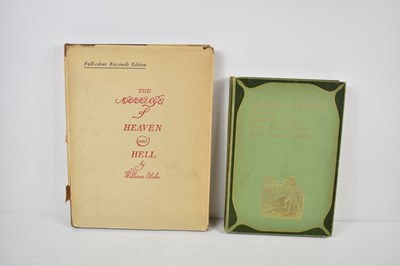 Full-colour Facsimile Edition
THE
MARRIAGE
of
HEAVEN
and
HELL
by
William Blake